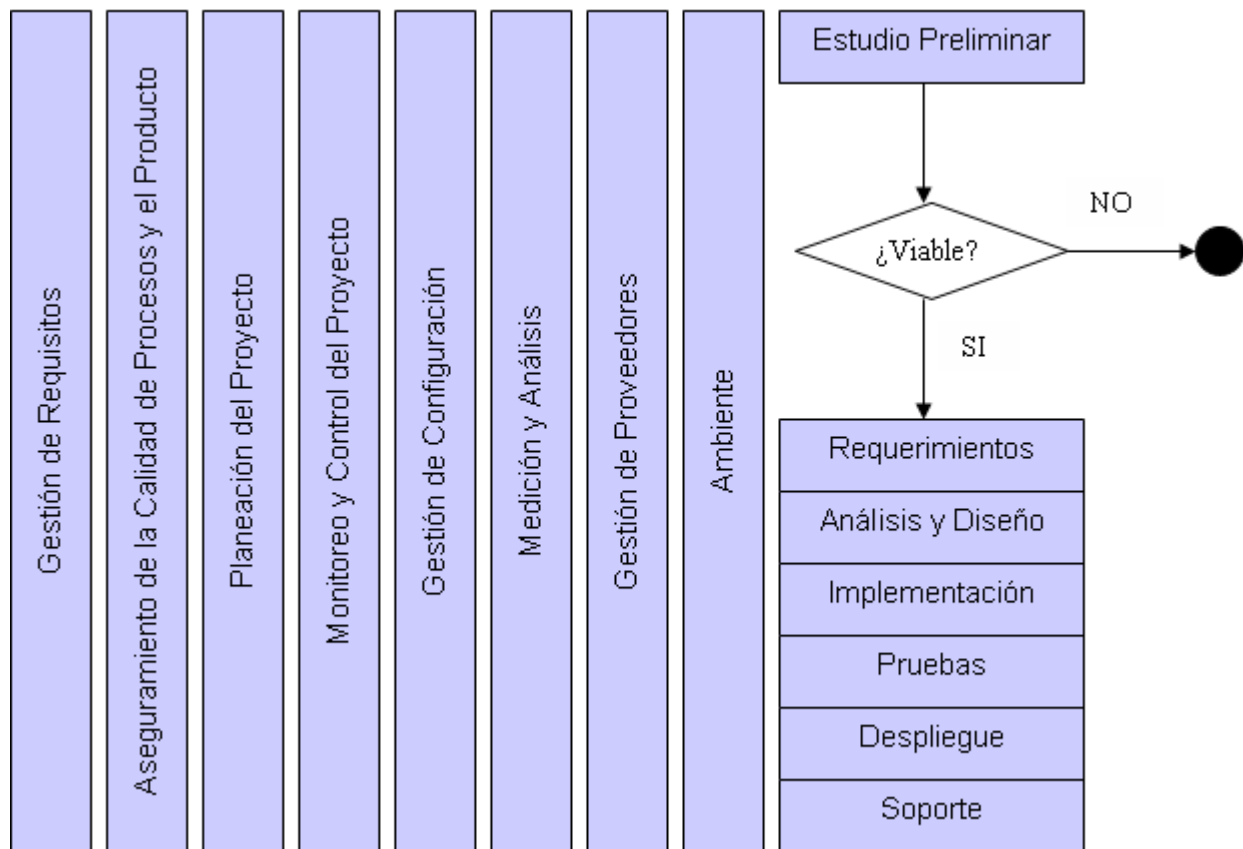 Gestión de Requisitos
Aseguramiento de la Calidad de Procesos y el Producto
Planeación del Proyecto
Monitoreo y Control del Proyecto
Gestión de Configuración
Medición y Análisis
Gestión de Proveedores
Ambiente
Estudio Preliminar
¿Viable?
NO
SI
Requerimientos
Análisis y Diseño
Implementación
Pruebas
Despliegue
Soporte